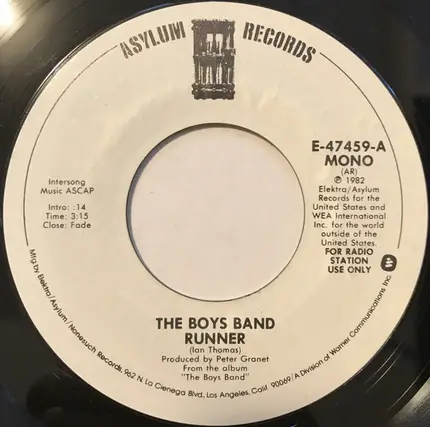 ASYLUM RECORDS
E-47459-A
MONO
(AR)
℗ 1982
Elektra/Asylum
Records for the
United States and
WEA International
Inc. for the world
outside of the
United States.
FOR RADIO
STATION
USE ONLY
Intersong
Music ASCAP
Intro: :14
Time: 3:15
Close: Fade
THE BOYS BAND
RUNNER
(Ian Thomas)
Produced by Peter Granet
From the album
"The Boys Band"
Mfg by Elektra/Asylum/Nonesuch Records, 962 N. La Cienega Blvd., Los Angeles, Calif. 90069/A Division of Warner Communications Inc.